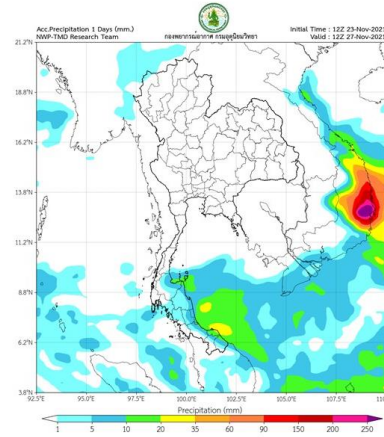 Acc.Precipitation 1 Days (mm.)
NWP-TMD Research Team
กองพยากรณ์อากาศ กรมอุตุนิยมวิทยา
Initial Time : 12Z 23-Nov-202
Valid : 12Z 27-Nov-202
21.2°N
18.8°N
16.2°N
13.8°N
11.2°N
8.8°N
6.2°N
3.8°N
92.5°E 95.0°E 97.5°E 100.0°E 102.5°E 105.0°E 107.5°E 110
Precipitation (mm)
1 5 10 20 35 60 90 150 200 250